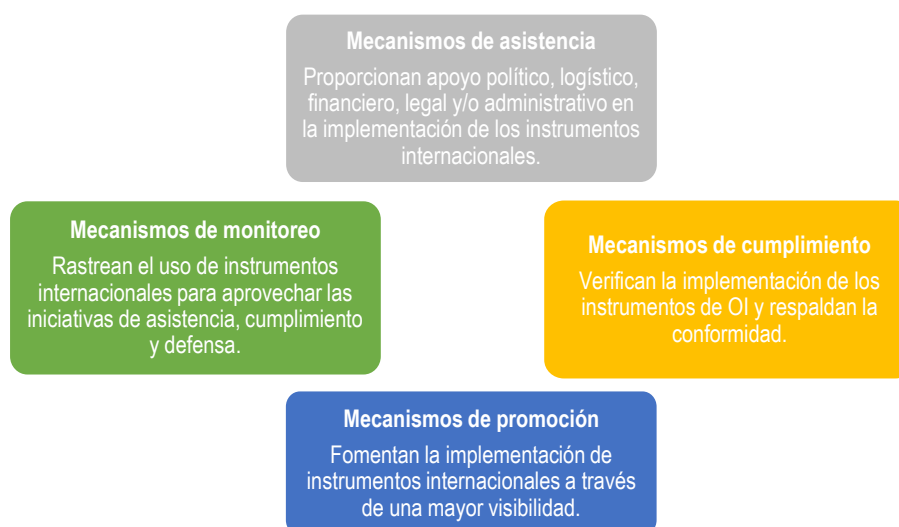 Mecanismos de asistencia
Proporcionan apoyo político, logístico,
financiero, legal y/o administrativo en
la implementación de los instrumentos
internacionales.
Mecanismos de monitoreo
Rastrean el uso de instrumentos
internacionales para aprovechar las
iniciativas de asistencia, cumplimiento
y defensa.
Mecanismos de cumplimiento
Verifican la implementación de los
instrumentos de OI y respaldan la
conformidad.
Mecanismos de promoción
Fomentan la implementación de
instrumentos internacionales a través
de una mayor visibilidad.